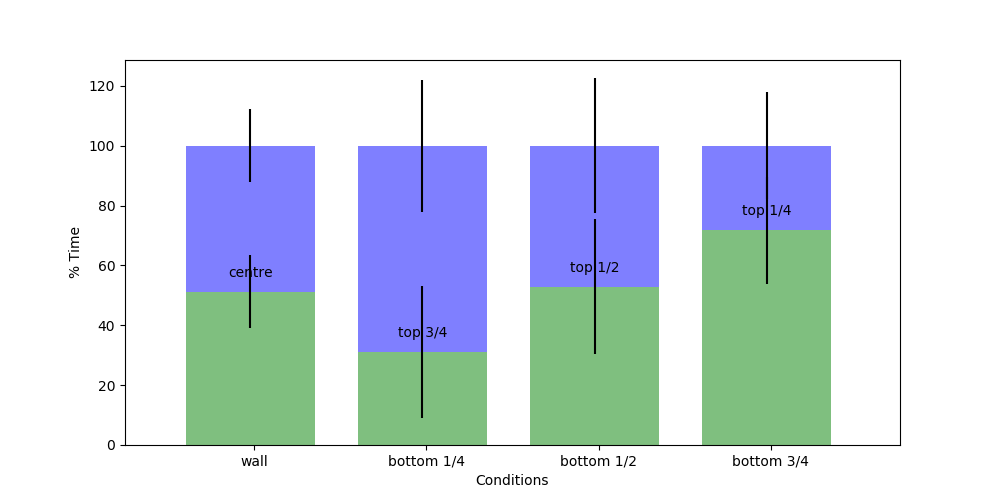 120
100
80
60
40
20
0
% Time
centre
top 3/4
top 1/2
top 1/4
wall
bottom 1/4
bottom 1/2
bottom 3/4
Conditions